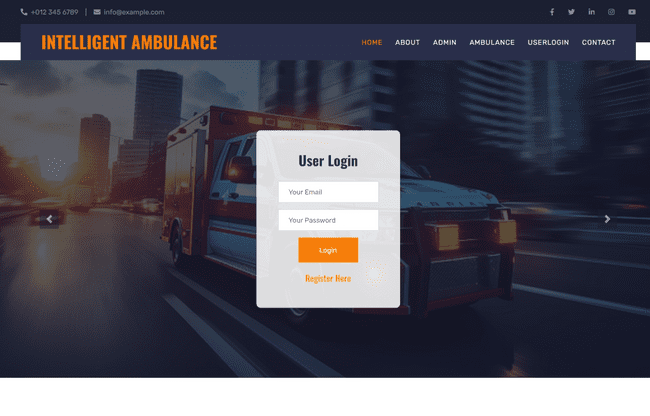 +012 345 6789 | info@example.com
INTELLIGENT AMBULANCE
HOME ABOUT ADMIN AMBULANCE USERLOGIN CONTACT
User Login
Your Email
Your Password
Login
Register Here